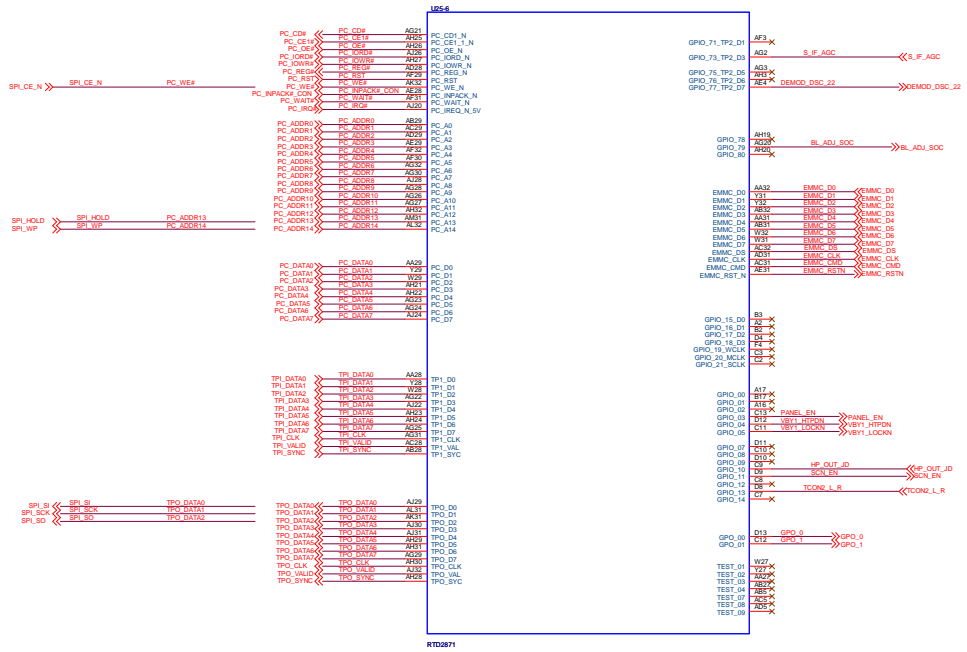 U25-6
PC_CD# PC_CD# AG21 PC_CD1_N
PC_CE1# PC_CE1# AH25 PC_CE1_1_N
PC_OE# PC_OE# AH26 PC_OE_N
PC_IORD# PC_IORD# AJ26 PC_IORD_N
PC_IOWR# PC_IOWR# AH27 PC_IOWR_N
PC_REG# PC_REG# AD28 PC_REG_N
PC_RST PC_RST AF29 PC_RST
SPI_CE_N SPI_CE_N PC_WE# PC_WE# PC_WE# AK32 PC_WE_N
PC_INPACK#_CON PC_INPACK#_CON AE28 PC_INPACK_N
PC_WAIT# PC_WAIT# AF31 PC_WAIT_N
PC_IRQ# PC_IRQ# AJ20 PC_IREQ_N_5V
PC_ADDR0 PC_ADDR0 AB29 PC_A0
PC_ADDR1 PC_ADDR1 AC29 PC_A1
PC_ADDR2 PC_ADDR2 AD29 PC_A2
PC_ADDR3 PC_ADDR3 AE29 PC_A3
PC_ADDR4 PC_ADDR4 AF32 PC_A4
PC_ADDR5 PC_ADDR5 AF30 PC_A5
PC_ADDR6 PC_ADDR6 AG32 PC_A6
PC_ADDR7 PC_ADDR7 AG30 PC_A7
PC_ADDR8 PC_ADDR8 AJ28 PC_A8
PC_ADDR9 PC_ADDR9 AG28 PC_A9
PC_ADDR10 PC_ADDR10 AG26 PC_A10
PC_ADDR11 PC_ADDR11 AG27 PC_A11
PC_ADDR12 PC_ADDR12 AH32 PC_A12
SPI_HOLD SPI_HOLD PC_ADDR13 PC_ADDR13 PC_ADDR13 AM31 PC_A13
SPI_WP SPI_WP PC_ADDR14 PC_ADDR14 PC_ADDR14 AL32 PC_A14
PC_DATA0 PC_DATA0 AA29 PC_D0
PC_DATA1 PC_DATA1 Y29 PC_D1
PC_DATA2 PC_DATA2 W29 PC_D2
PC_DATA3 PC_DATA3 AH21 PC_D3
PC_DATA4 PC_DATA4 AH22 PC_D4
PC_DATA5 PC_DATA5 AG23 PC_D5
PC_DATA6 PC_DATA6 AG24 PC_D6
PC_DATA7 PC_DATA7 AJ24 PC_D7
TPI_DATA0 TPI_DATA0 AA28 TP1_D0
TPI_DATA1 TPI_DATA1 Y28 TP1_D1
TPI_DATA2 TPI_DATA2 W28 TP1_D2
TPI_DATA3 TPI_DATA3 AG22 TP1_D3
TPI_DATA4 TPI_DATA4 AJ22 TP1_D4
TPI_DATA5 TPI_DATA5 AH23 TP1_D5
TPI_DATA6 TPI_DATA6 AH24 TP1_D6
TPI_DATA7 TPI_DATA7 AG25 TP1_D7
TPI_CLK TPI_CLK AG31 TP1_CLK
TPI_VALID TPI_VALID AC28 TP1_VAL
TPI_SYNC TPI_SYNC AB28 TP1_SYC
SPI_SI SPI_SI TPO_DATA0 TPO_DATA0 TPO_DATA0 AJ29 TPO_D0
SPI_SCK SPI_SCK TPO_DATA1 TPO_DATA1 TPO_DATA1 AL31 TPO_D1
SPI_SO SPI_SO TPO_DATA2 TPO_DATA2 TPO_DATA2 AK31 TPO_D2
TPO_DATA3 TPO_DATA3 AJ30 TPO_D3
TPO_DATA4 TPO_DATA4 AJ31 TPO_D4
TPO_DATA5 TPO_DATA5 AH29 TPO_D5
TPO_DATA6 TPO_DATA6 AH31 TPO_D6
TPO_DATA7 TPO_DATA7 AG29 TPO_D7
TPO_CLK TPO_CLK AH30 TPO_CLK
TPO_VALID TPO_VALID AJ32 TPO_VAL
TPO_SYNC TPO_SYNC AH28 TPO_SYC
GPIO_71_TP2_D1 AF3
GPIO_73_TP2_D3 AG2 S_IF_AGC S_IF_AGC
GPIO_75_TP2_D5 AG3
GPIO_76_TP2_D6 AH3
GPIO_77_TP2_D7 AE4 DEMOD_DSC_22 DEMOD_DSC_22
GPIO_78 AH19
GPIO_79 AG20 BL_ADJ_SOC BL_ADJ_SOC
GPIO_80 AH20
EMMC_D0 AA32 EMMC_D0 EMMC_D0
EMMC_D1 Y31 EMMC_D1 EMMC_D1
EMMC_D2 Y32 EMMC_D2 EMMC_D2
EMMC_D3 AB32 EMMC_D3 EMMC_D3
EMMC_D4 AA31 EMMC_D4 EMMC_D4
EMMC_D5 AB31 EMMC_D5 EMMC_D5
EMMC_D6 W32 EMMC_D6 EMMC_D6
EMMC_D7 W31 EMMC_D7 EMMC_D7
EMMC_DS AC32 EMMC_DS EMMC_DS
EMMC_CLK AD31 EMMC_CLK EMMC_CLK
EMMC_CMD AC31 EMMC_CMD EMMC_CMD
EMMC_RST_N AE31 EMMC_RSTN EMMC_RSTN
GPIO_15_D0 B3
GPIO_16_D1 A2
GPIO_17_D2 B2
GPIO_18_D3 D4
GPIO_19_WCLK F4
GPIO_20_MCLK C3
GPIO_21_SCLK C2
GPIO_00 A17
GPIO_01 B17
GPIO_02 A16
GPIO_03 C13 PANEL_EN PANEL_EN
GPIO_04 D12 VBY1_HTPDN VBY1_HTPDN
GPIO_05 C11 VBY1_LOCKN VBY1_LOCKN
GPIO_07 D11
GPIO_08 C10
GPIO_09 D10
GPIO_10 C9 HP_OUT_JD HP_OUT_JD
GPIO_11 D9 SCN_EN SCN_EN
GPIO_12 C8
GPIO_13 D8 TCON2_L_R TCON2_L_R
GPIO_14 C7
GPO_00 D13 GPO_0 GPO_0
GPO_01 C12 GPO_1 GPO_1
TEST_01 W27
TEST_02 Y27
TEST_03 AA27
TEST_04 AB27
TEST_07 AB5
TEST_08 AC5
TEST_09 AD5
RTD2871